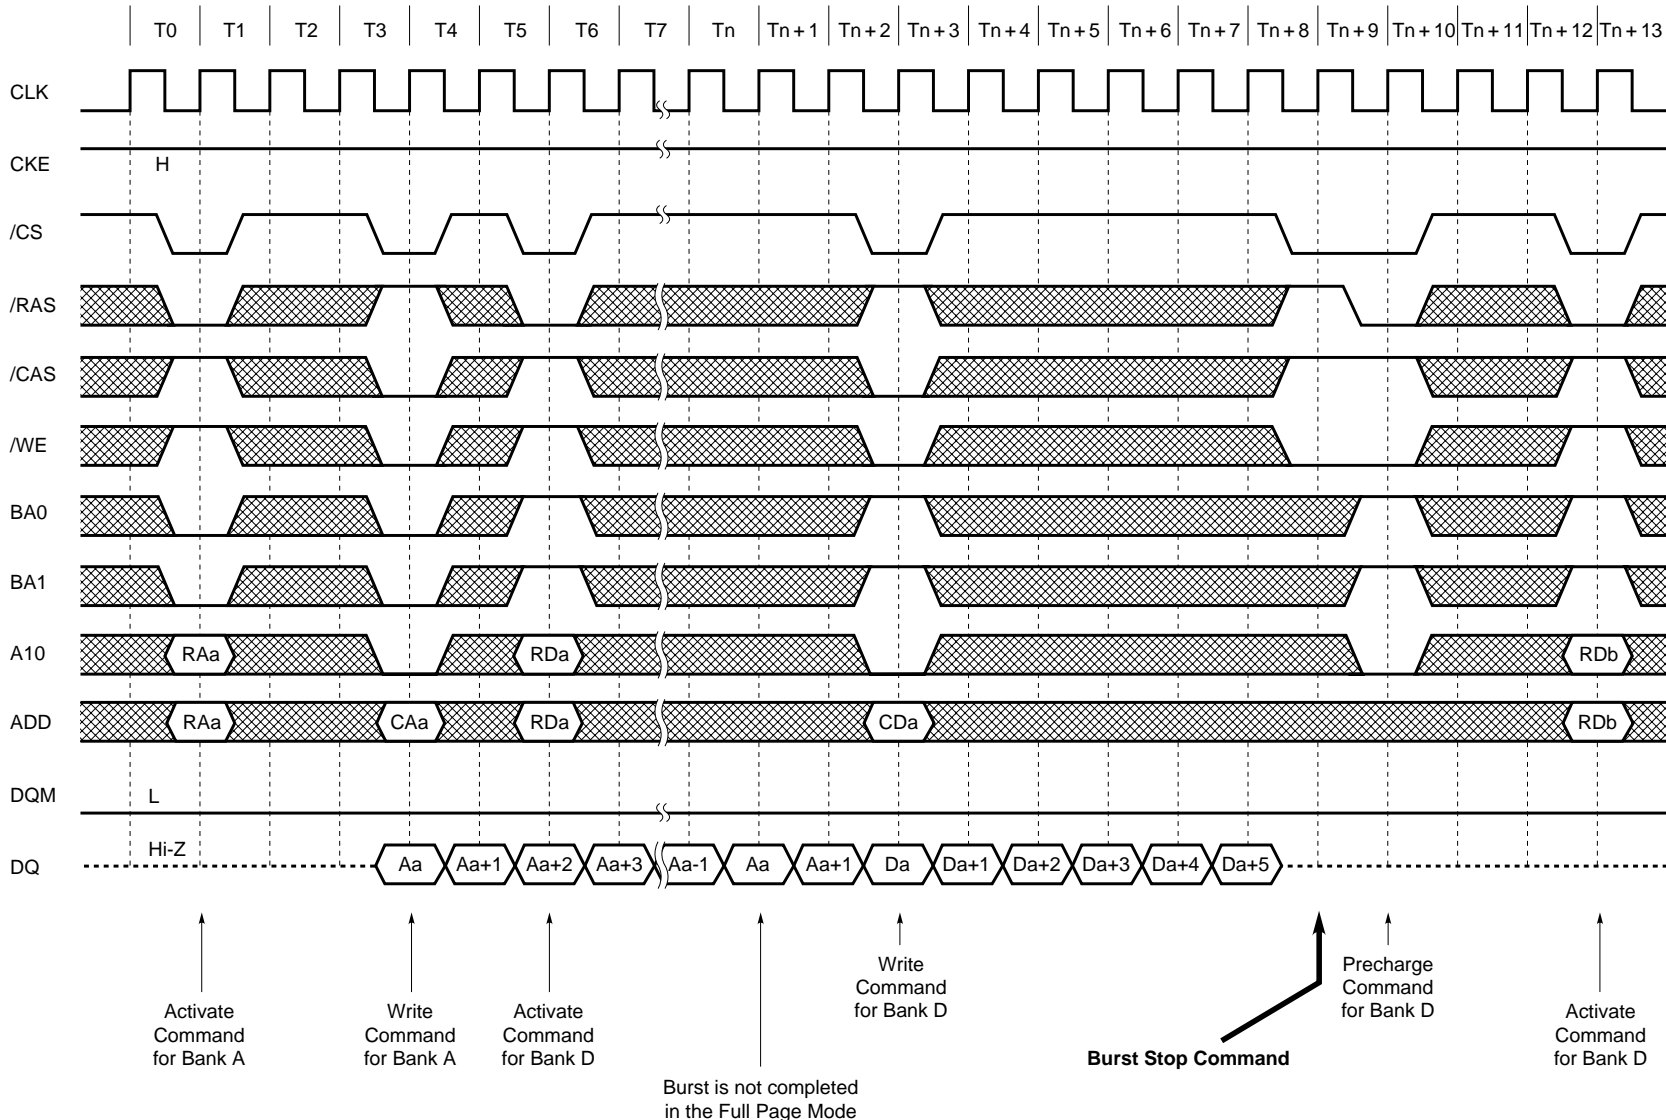 T0 T1 T2 T3 T4 T5 T6 T7 Tn Tn + 1 Tn + 2 Tn + 3 Tn + 4 Tn + 5 Tn + 6 Tn + 7 Tn + 8 Tn + 9 Tn + 10 Tn + 11 Tn + 12 Tn + 13
CLK
CKE H
/CS
/RAS
/CAS
/WE
BA0
BA1
A10 RAa RDa RDb
ADD RAa CAa RDa CDa RDb
DQM L
DQ Hi-Z Aa Aa+1 Aa+2 Aa+3 Aa-1 Aa Aa+1 Da Da+1 Da+2 Da+3 Da+4 Da+5
Activate
Command
for Bank A
Write
Command
for Bank A
Activate
Command
for Bank D
Burst is not completed
in the Full Page Mode
Write
Command
for Bank D
Burst Stop Command
Precharge
Command
for Bank D
Activate
Command
for Bank D